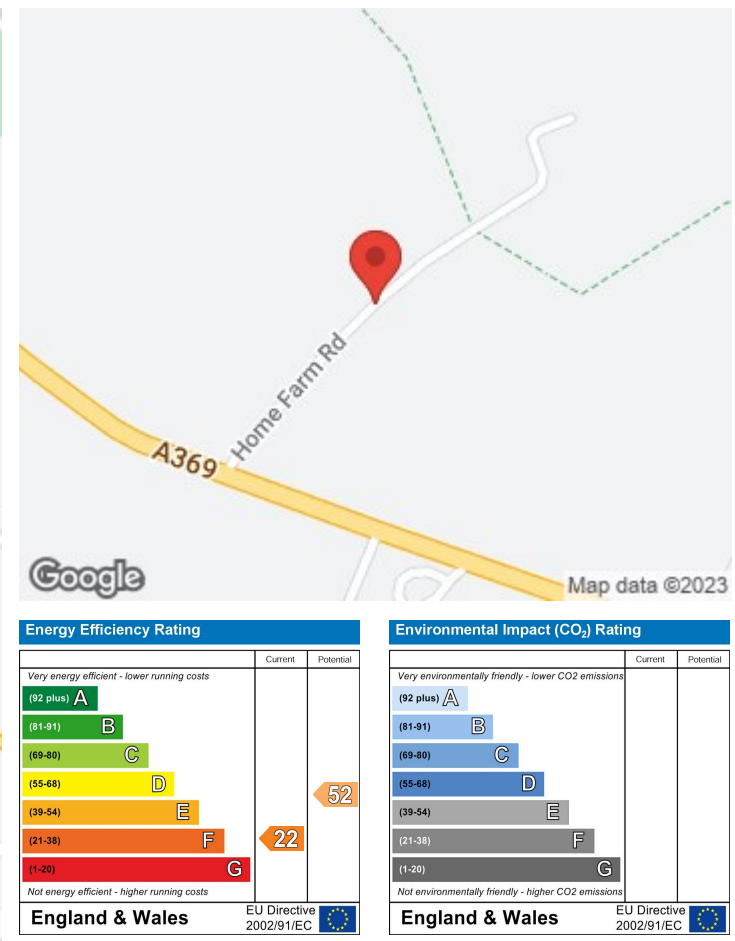 Home Farm Rd
A369
Google
Map data ©2023
Energy Efficiency Rating
Current Potential
Very energy efficient - lower running costs
(92 plus) A
(81-91) B
(69-80) C
(55-68) D
(39-54) E
(21-38) F
(1-20) G
52
22
Not energy efficient - higher running costs
England & Wales
EU Directive
2002/91/EC
Environmental Impact (CO₂) Rating
Current Potential
Very environmentally friendly - lower CO2 emissions
(92 plus) A
(81-91) B
(69-80) C
(55-68) D
(39-54) E
(21-38) F
(1-20) G
Not environmentally friendly - higher CO2 emissions
England & Wales
EU Directive
2002/91/EC